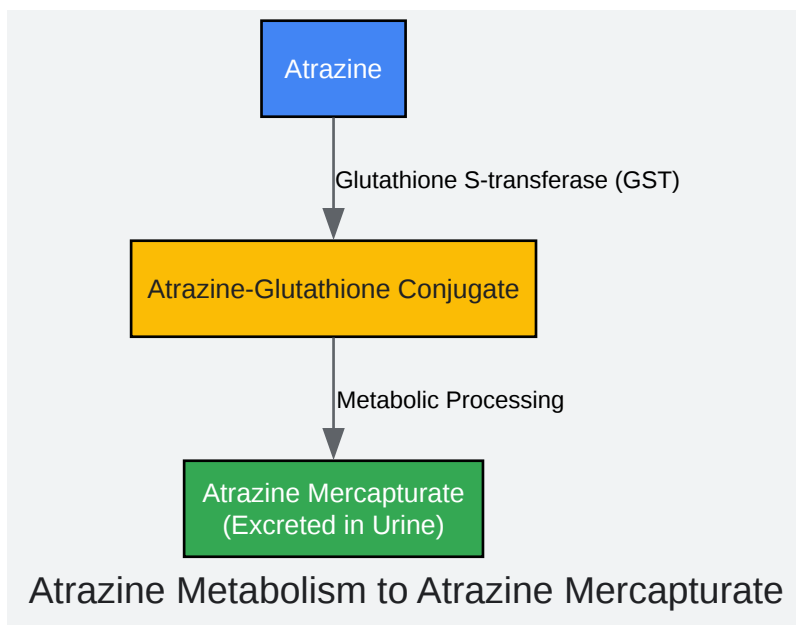 Atrazine
Glutathione S-transferase (GST)
Atrazine-Glutathione Conjugate
Metabolic Processing
Atrazine Mercapturate
(Excreted in Urine)
Atrazine Metabolism to Atrazine Mercapturate